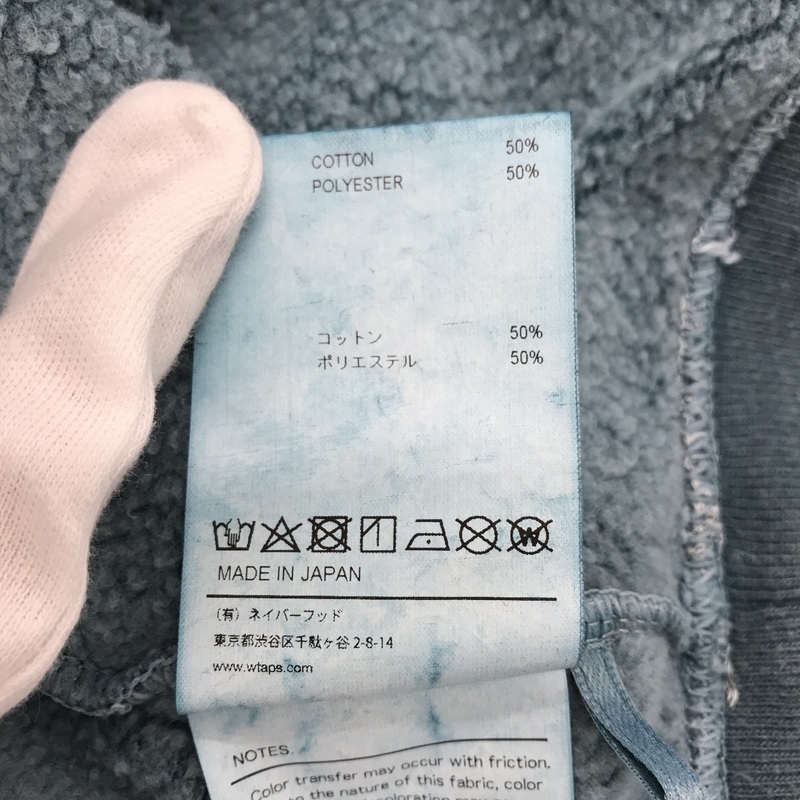 COTTON 50%
POLYESTER 50%
コットン 50%
ポリエステル 50%
W
MADE IN JAPAN
(有) ネイバーフッド
東京都渋谷区千駄ヶ谷 2-8-14
www.wtaps.com
NOTES.
Color transfer may occur with friction.
to the nature of this fabric, color